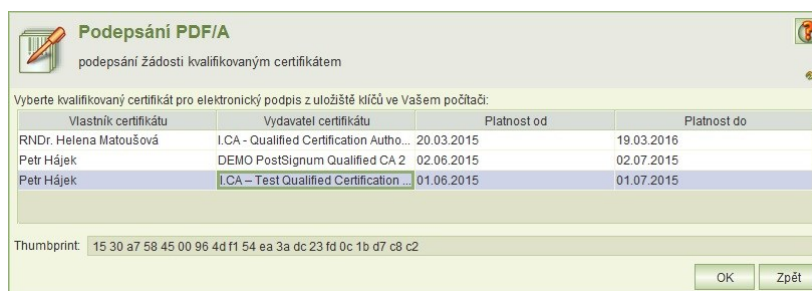 Podepsání PDF/A
podepsání žádosti kvalifikovaným certifikátem
Vyberte kvalifikovaný certifikát pro elektronický podpis z uložiště klíčů ve Vašem počítači:
Vlastník certifikátu Vydavatel certifikátu Platnost od Platnost do
RNDr. Helena Matoušová I.CA - Qualified Certification Autho... 20.03.2015 19.03.2016
Petr Hájek DEMO PostSignum Qualified CA 2 02.06.2015 02.07.2015
Petr Hájek I.CA – Test Qualified Certification ... 01.06.2015 01.07.2015
Thumbprint: 15 30 a7 58 45 00 96 4d f1 54 ea 3a dc 23 fd 0c 1b d7 c8 c2
OK Zpět